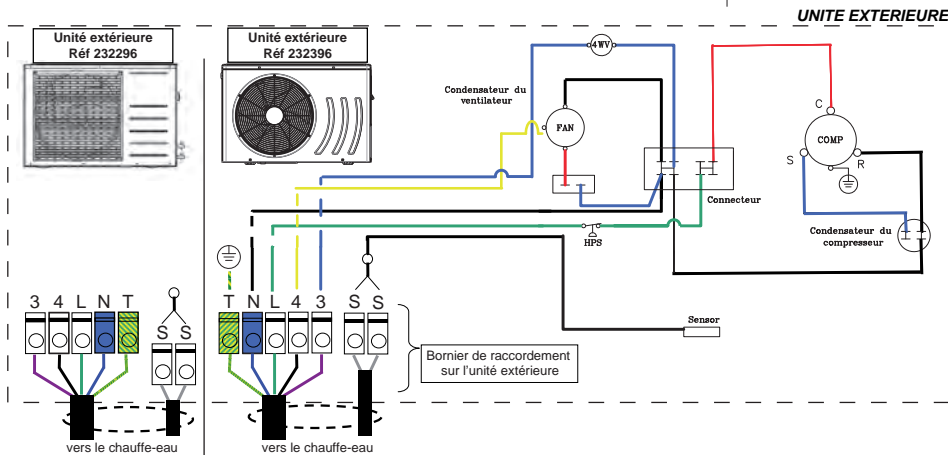 UNITE EXTERIEURE
Unité extérieure
Réf 232296
Unité extérieure
Réf 232396
4WV
Condensateur du
ventilateur
FAN
C
COMP
S
R
Connecteur
Condensateur du
compresseur
HPS
3 4 L N T
S S
T N L 4 3
S S
Sensor
Bornier de raccordement
sur l'unité extérieure
vers le chauffe-eau
vers le chauffe-eau